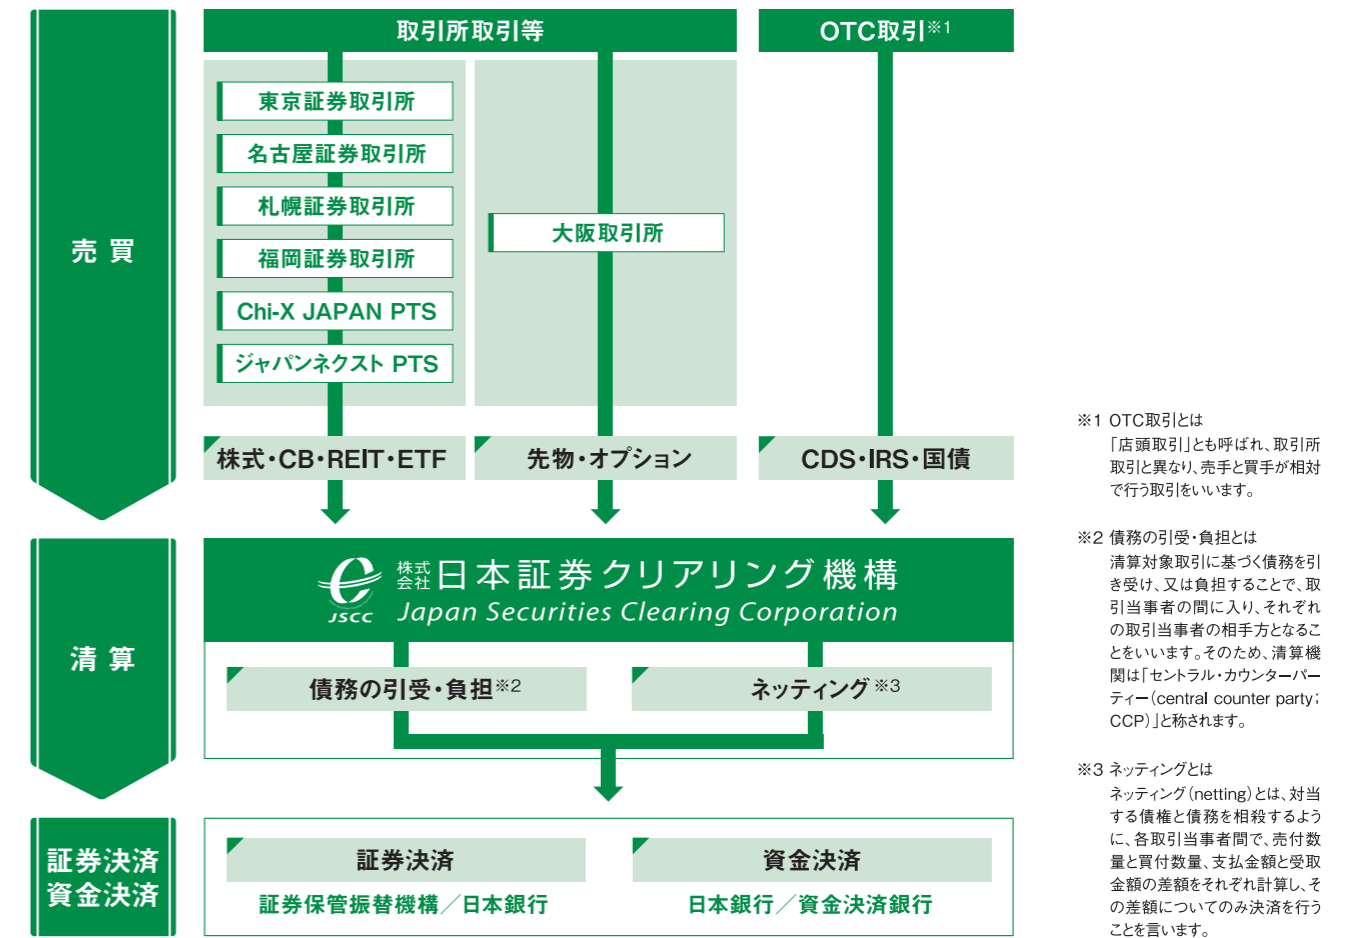 取引所取引等
OTC取引※1
売買
東京証券取引所
名古屋証券取引所
札幌証券取引所
福岡証券取引所
Chi-X JAPAN PTS
ジャパンネクスト PTS
大阪取引所
株式・CB・REIT・ETF
先物・オプション
CDS・IRS・国債
清算
JSCC
株式会社日本証券クリアリング機構
Japan Securities Clearing Corporation
債務の引受・負担※2
ネッティング※3
証券決済
資金決済
証券決済
資金決済
証券保管振替機構／日本銀行
日本銀行／資金決済銀行
※1 OTC取引とは
「店頭取引」とも呼ばれ、取引所
取引と異なり、売手と買手が相対
で行う取引をいいます。
※2 債務の引受・負担とは
清算対象取引に基づく債務を引
き受け、又は負担することで、取
引当事者の間に入り、それぞれ
の取引当事者の相手方となるこ
とをいいます。そのため、清算機
関は「セントラル・カウンターパー
ティー（central counter party；
CCP）」と称されます。
※3 ネッティングとは
ネッティング（netting）とは、対当
する債権と債務を相殺するよう
に、各取引当事者間で、売付数
量と買付数量、支払金額と受取
金額の差額をそれぞれ計算し、そ
の差額についてのみ決済を行う
ことを言います。